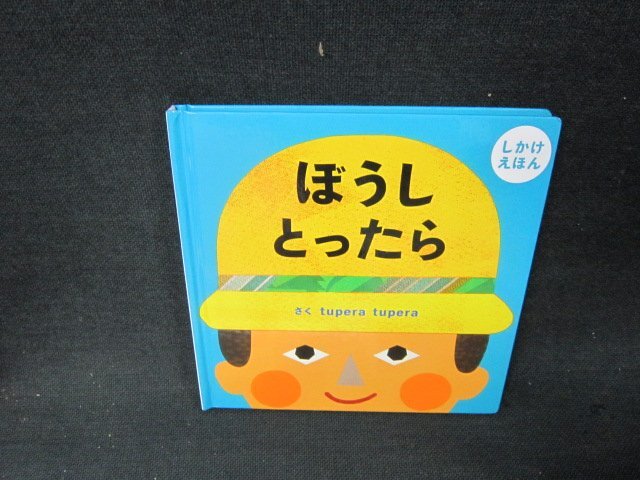 ぼうし
とったら
さく tupera tupera
しかけ
えほん